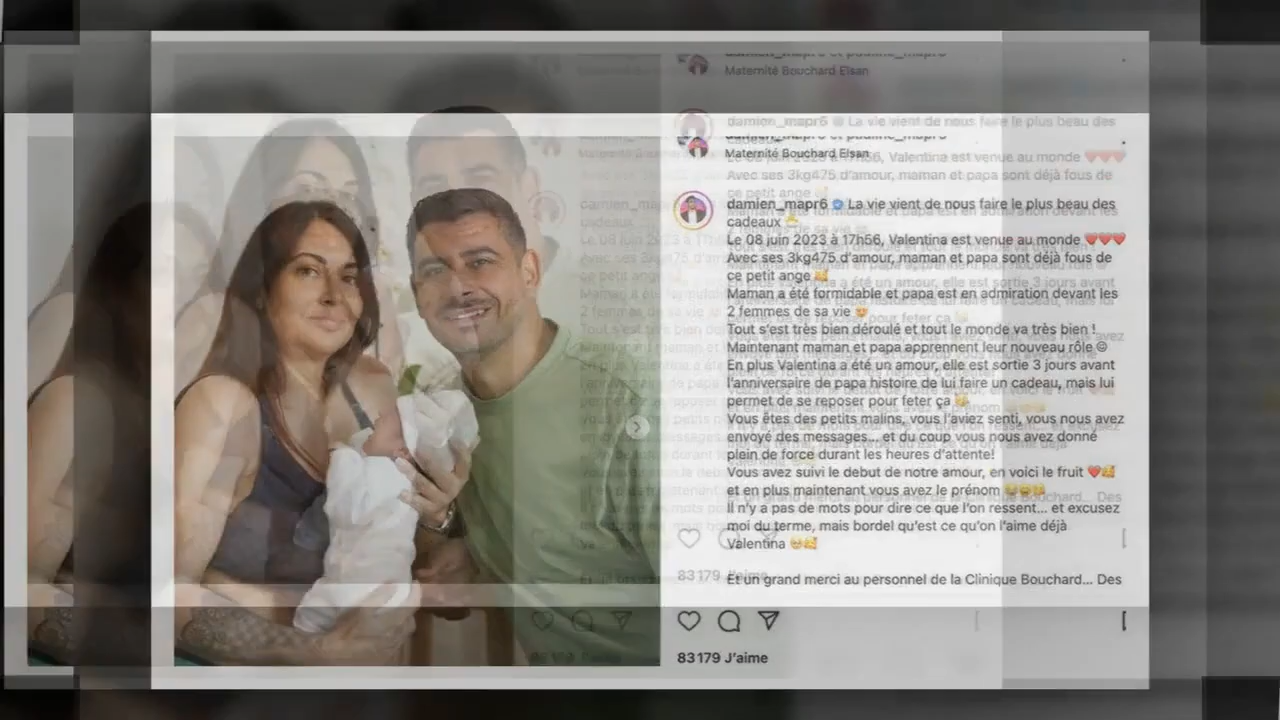 damien_mapr6 et pauline_mapr6
Maternité Bouchard Elsan
damien_mapr6 La vie vient de nous faire le plus beau des
cadeaux
Le 08 juin 2023 à 17h56, Valentina est venue au monde ❤️❤️❤️
Avec ses 3kg475 d'amour, maman et papa sont déjà fous de
ce petit ange 🥰
Maman a été formidable et papa est en admiration devant les
2 femmes de sa vie 😍
Tout s'est très bien déroulé et tout le monde va très bien !
Maintenant maman et papa apprennent leur nouveau rôle ☺
En plus Valentina a été un amour, elle est sortie 3 jours avant
l'anniversaire de papa histoire de lui faire un cadeau, mais lui
permet de se reposer pour feter ça
Vous êtes des petits malins, vous l'aviez senti, vous nous avez
envoyé des messages... et du coup vous nous avez donné
plein de force durant les heures d'attente!
Vous avez suivi le debut de notre amour, en voici le fruit ❤️🥰
et en plus maintenant vous avez le prénom
Il n'y a pas de mots pour dire ce que l'on ressent... et excusez
moi du terme, mais bordel qu'est ce qu'on l'aime déjà
Valentina 🥹🥰
Et un grand merci au personnel de la Clinique Bouchard... Des
83 179 J'aime